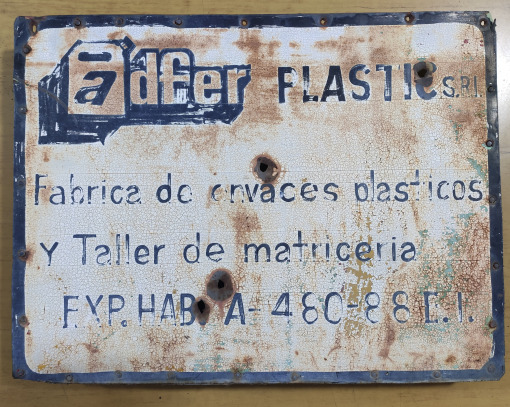 adfer PLASTIC S.R.L.
Fabrica de envaces plasticos
Y Taller de matriceria
EXP. HAB. A-480-88 E.I.